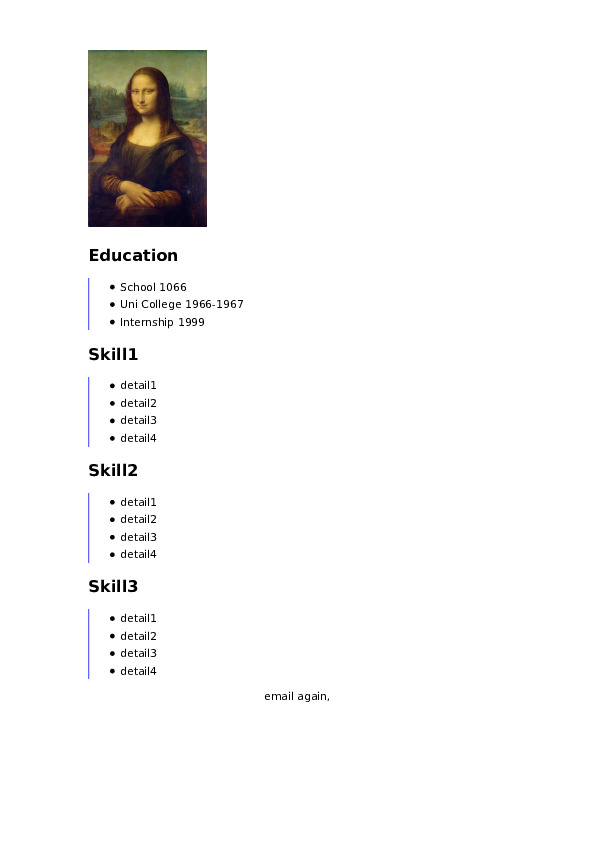 Education
• School 1066
• Uni College 1966-1967
• Internship 1999
Skill1
• detail1
• detail2
• detail3
• detail4
Skill2
• detail1
• detail2
• detail3
• detail4
Skill3
• detail1
• detail2
• detail3
• detail4
email again,